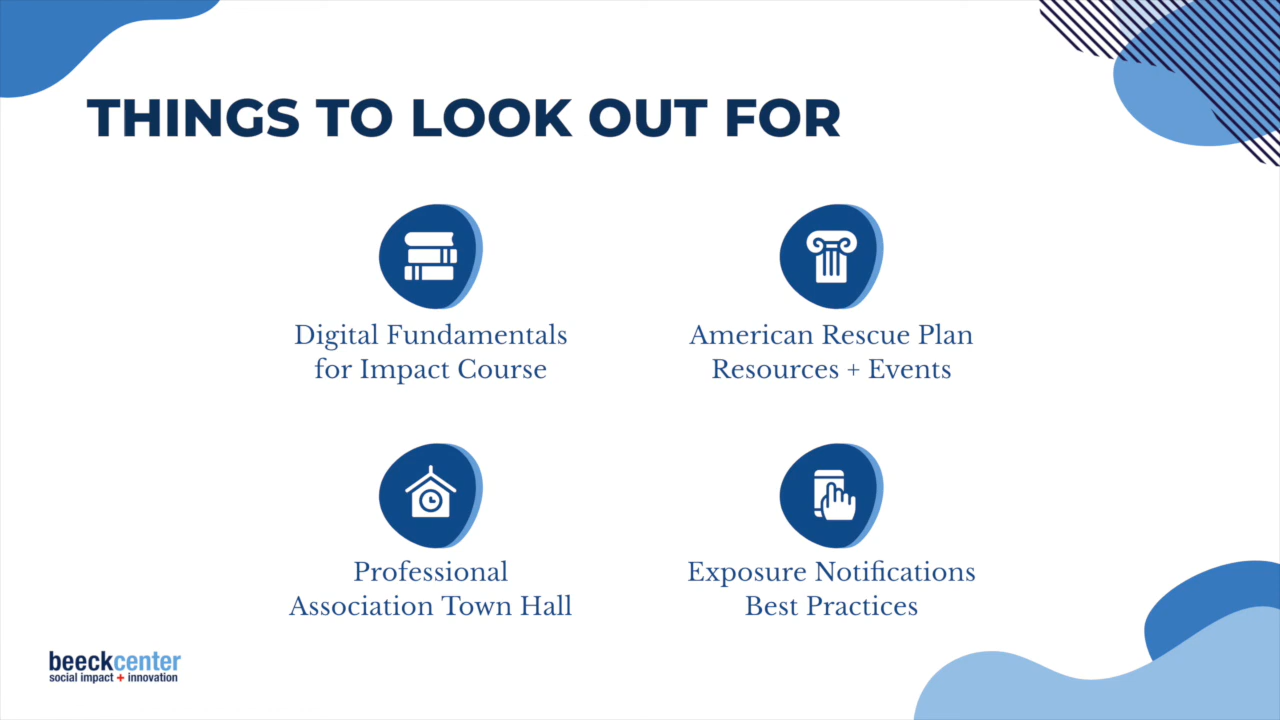 THINGS TO LOOK OUT FOR
Digital Fundamentals
for Impact Course
American Rescue Plan
Resources + Events
Professional
Association Town Hall
Exposure Notifications
Best Practices
beeckcenter
social impact + innovation